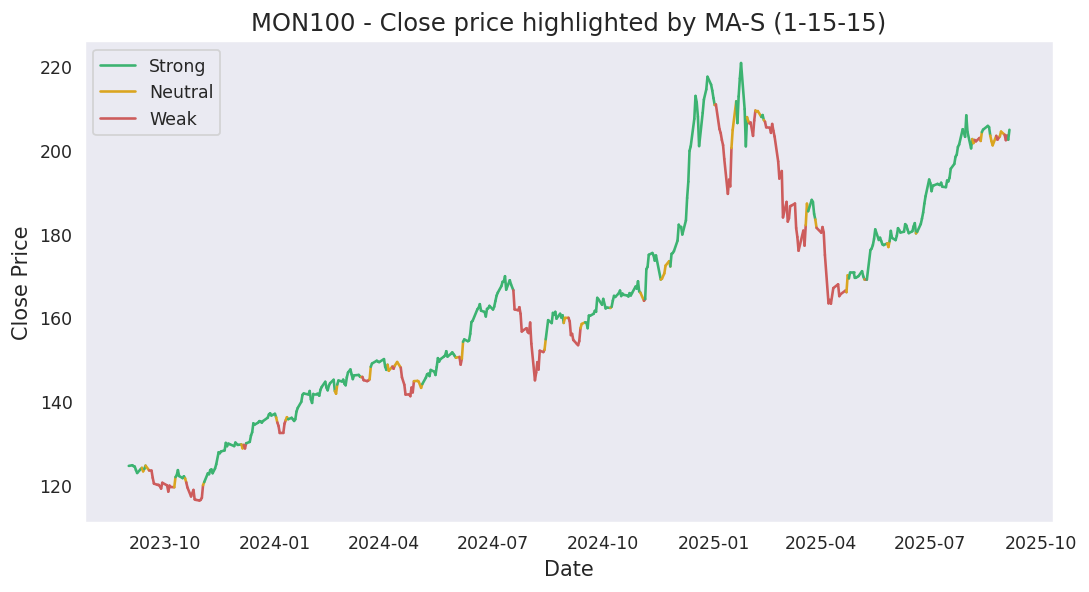 MON100 - Close price highlighted by MA-S (1-15-15)
Strong
Neutral
Weak
Close Price
220
200
180
160
140
120
2023-10 2024-01 2024-04 2024-07 2024-10 2025-01 2025-04 2025-07 2025-10
Date